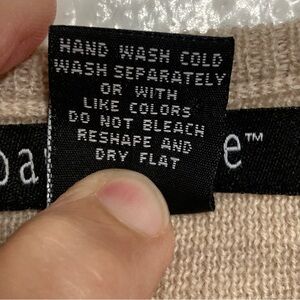 HAND WASH COLD
WASH SEPARATELY
OR WITH
LIKE COLORS
DO NOT BLEACH
RESHAPE AND
DRY FLAT